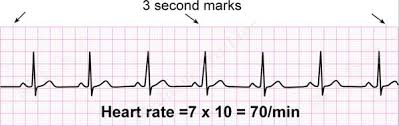 3 second marks
Heart rate =7 x 10 = 70/min